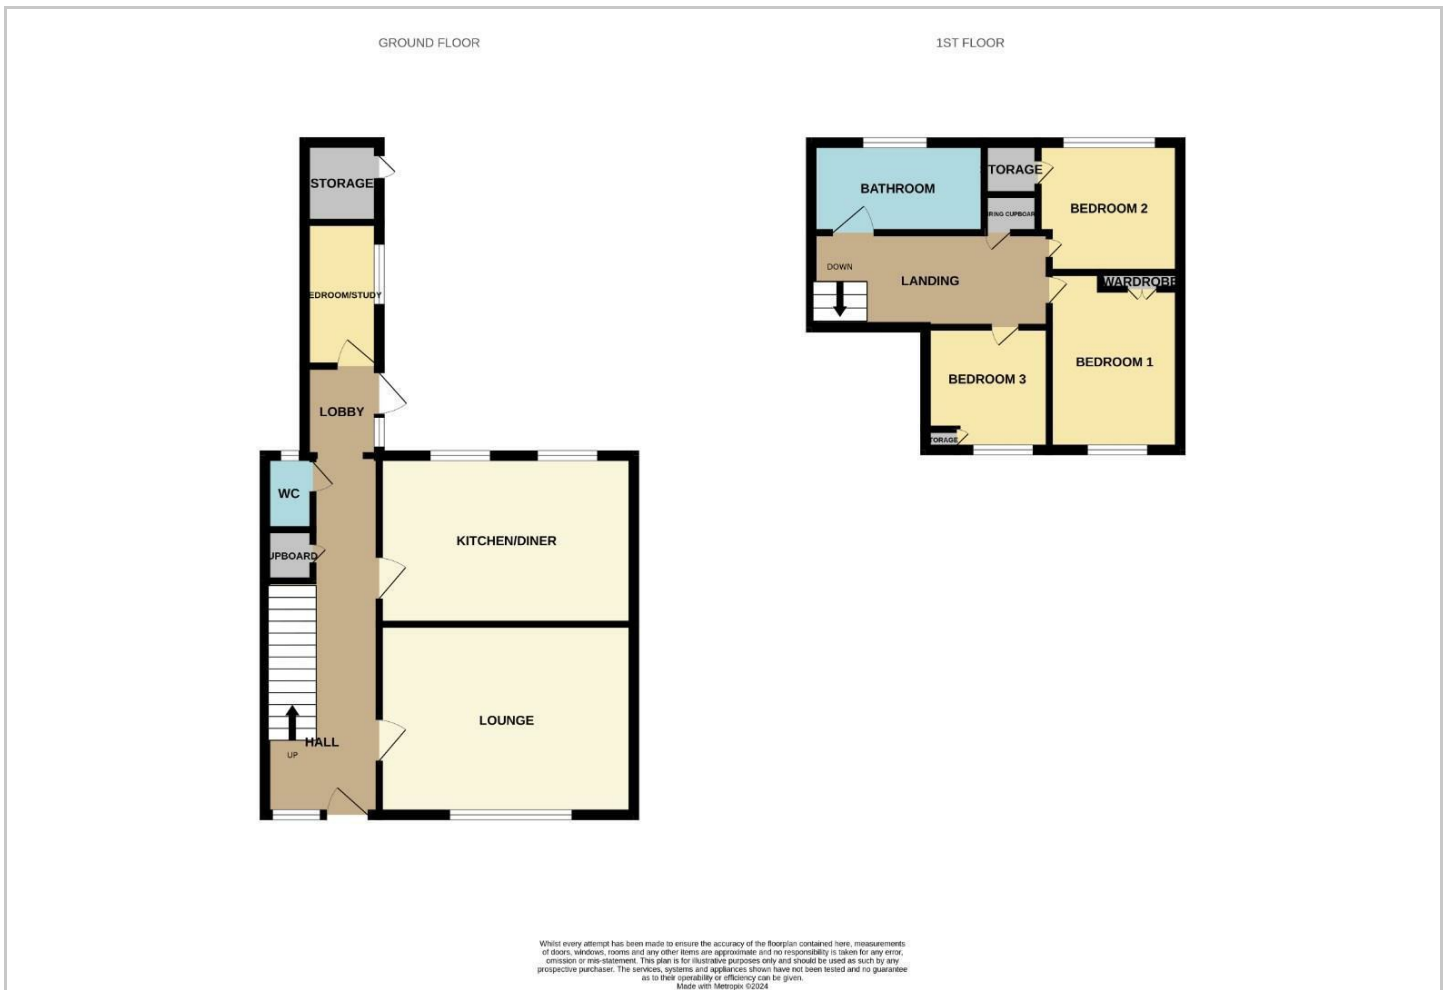 GROUND FLOOR
1ST FLOOR
STORAGE
EDROOM/STUDY
LOBBY
WC
UPBOARD
KITCHEN/DINER
LOUNGE
HALL
UP
BATHROOM
TORAGE
RING CUPBOAR
BEDROOM 2
DOWN
LANDING
WARDROBE
BEDROOM 1
BEDROOM 3
TORAGE
Whilst every attempt has been made to ensure the accuracy of the floorplan contained here, measurements
of doors, windows, rooms and any other items are approximate and no responsibility is taken for any error,
omission or mis-statement. This plan is for illustrative purposes only and should be used as such by any
prospective purchaser. The services, systems and appliances shown have not been tested and no guarantee
as to their operability or efficiency can be given.
Made with Metropix ©2024